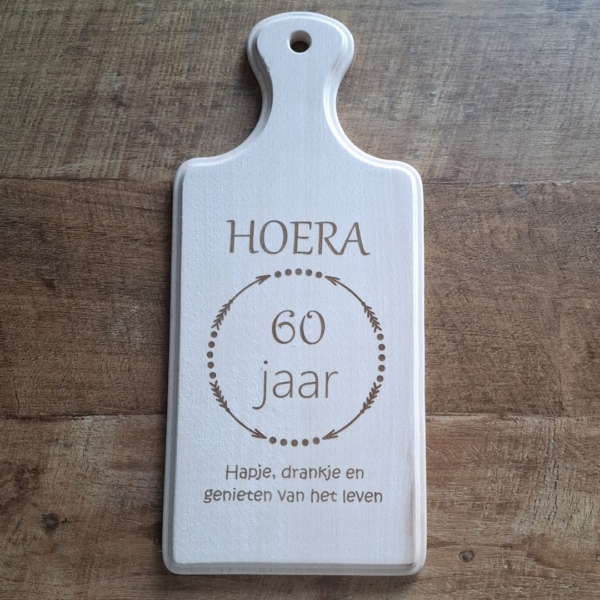 HOERA
60
jaar
Hapje, drankje en
genieten van het leven